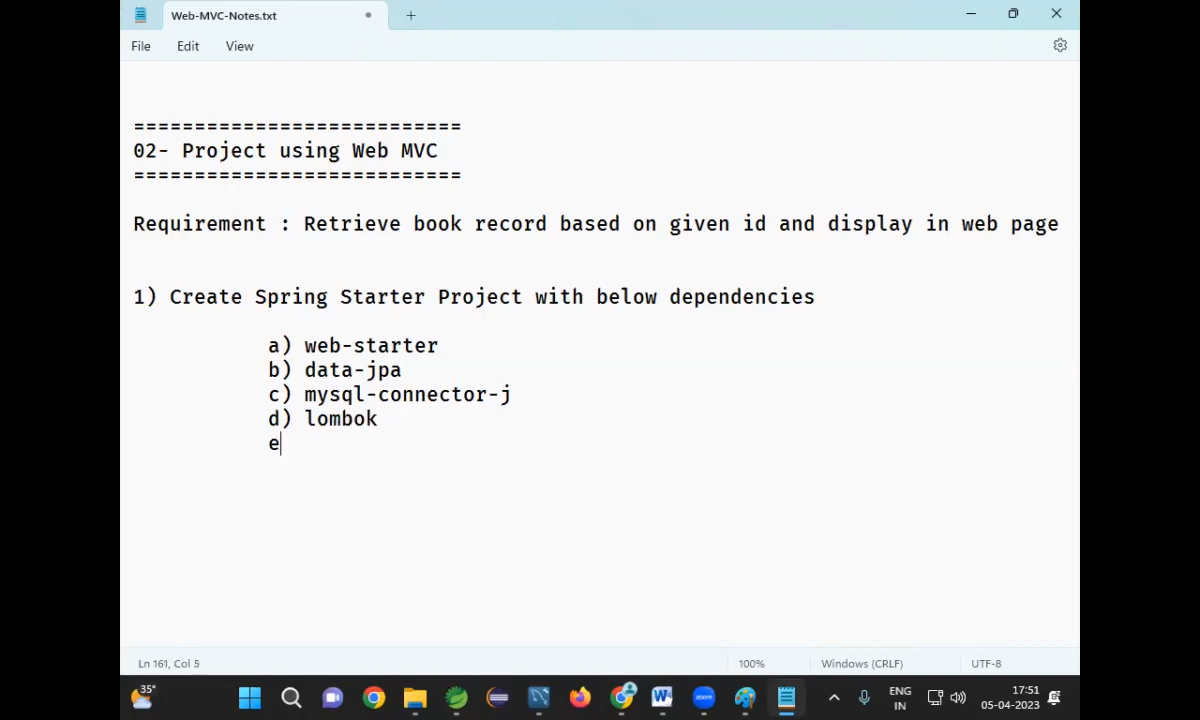 Web-MVC-Notes.txt
File Edit View
===========================
02- Project using Web MVC
===========================
Requirement : Retrieve book record based on given id and display in web page
1) Create Spring Starter Project with below dependencies
a) web-starter
b) data-jpa
c) mysql-connector-j
d) lombok
e
Ln 161, Col 5 100% Windows (CRLF) UTF-8
35° zoom ENG 17:51
IN 05-04-2023